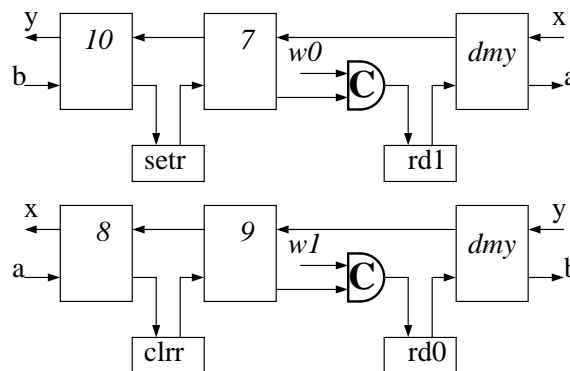 y 10 7 w0 C dmy x
b a
setr rd1
x 8 9 w1 C dmy y
a b
clrr rd0